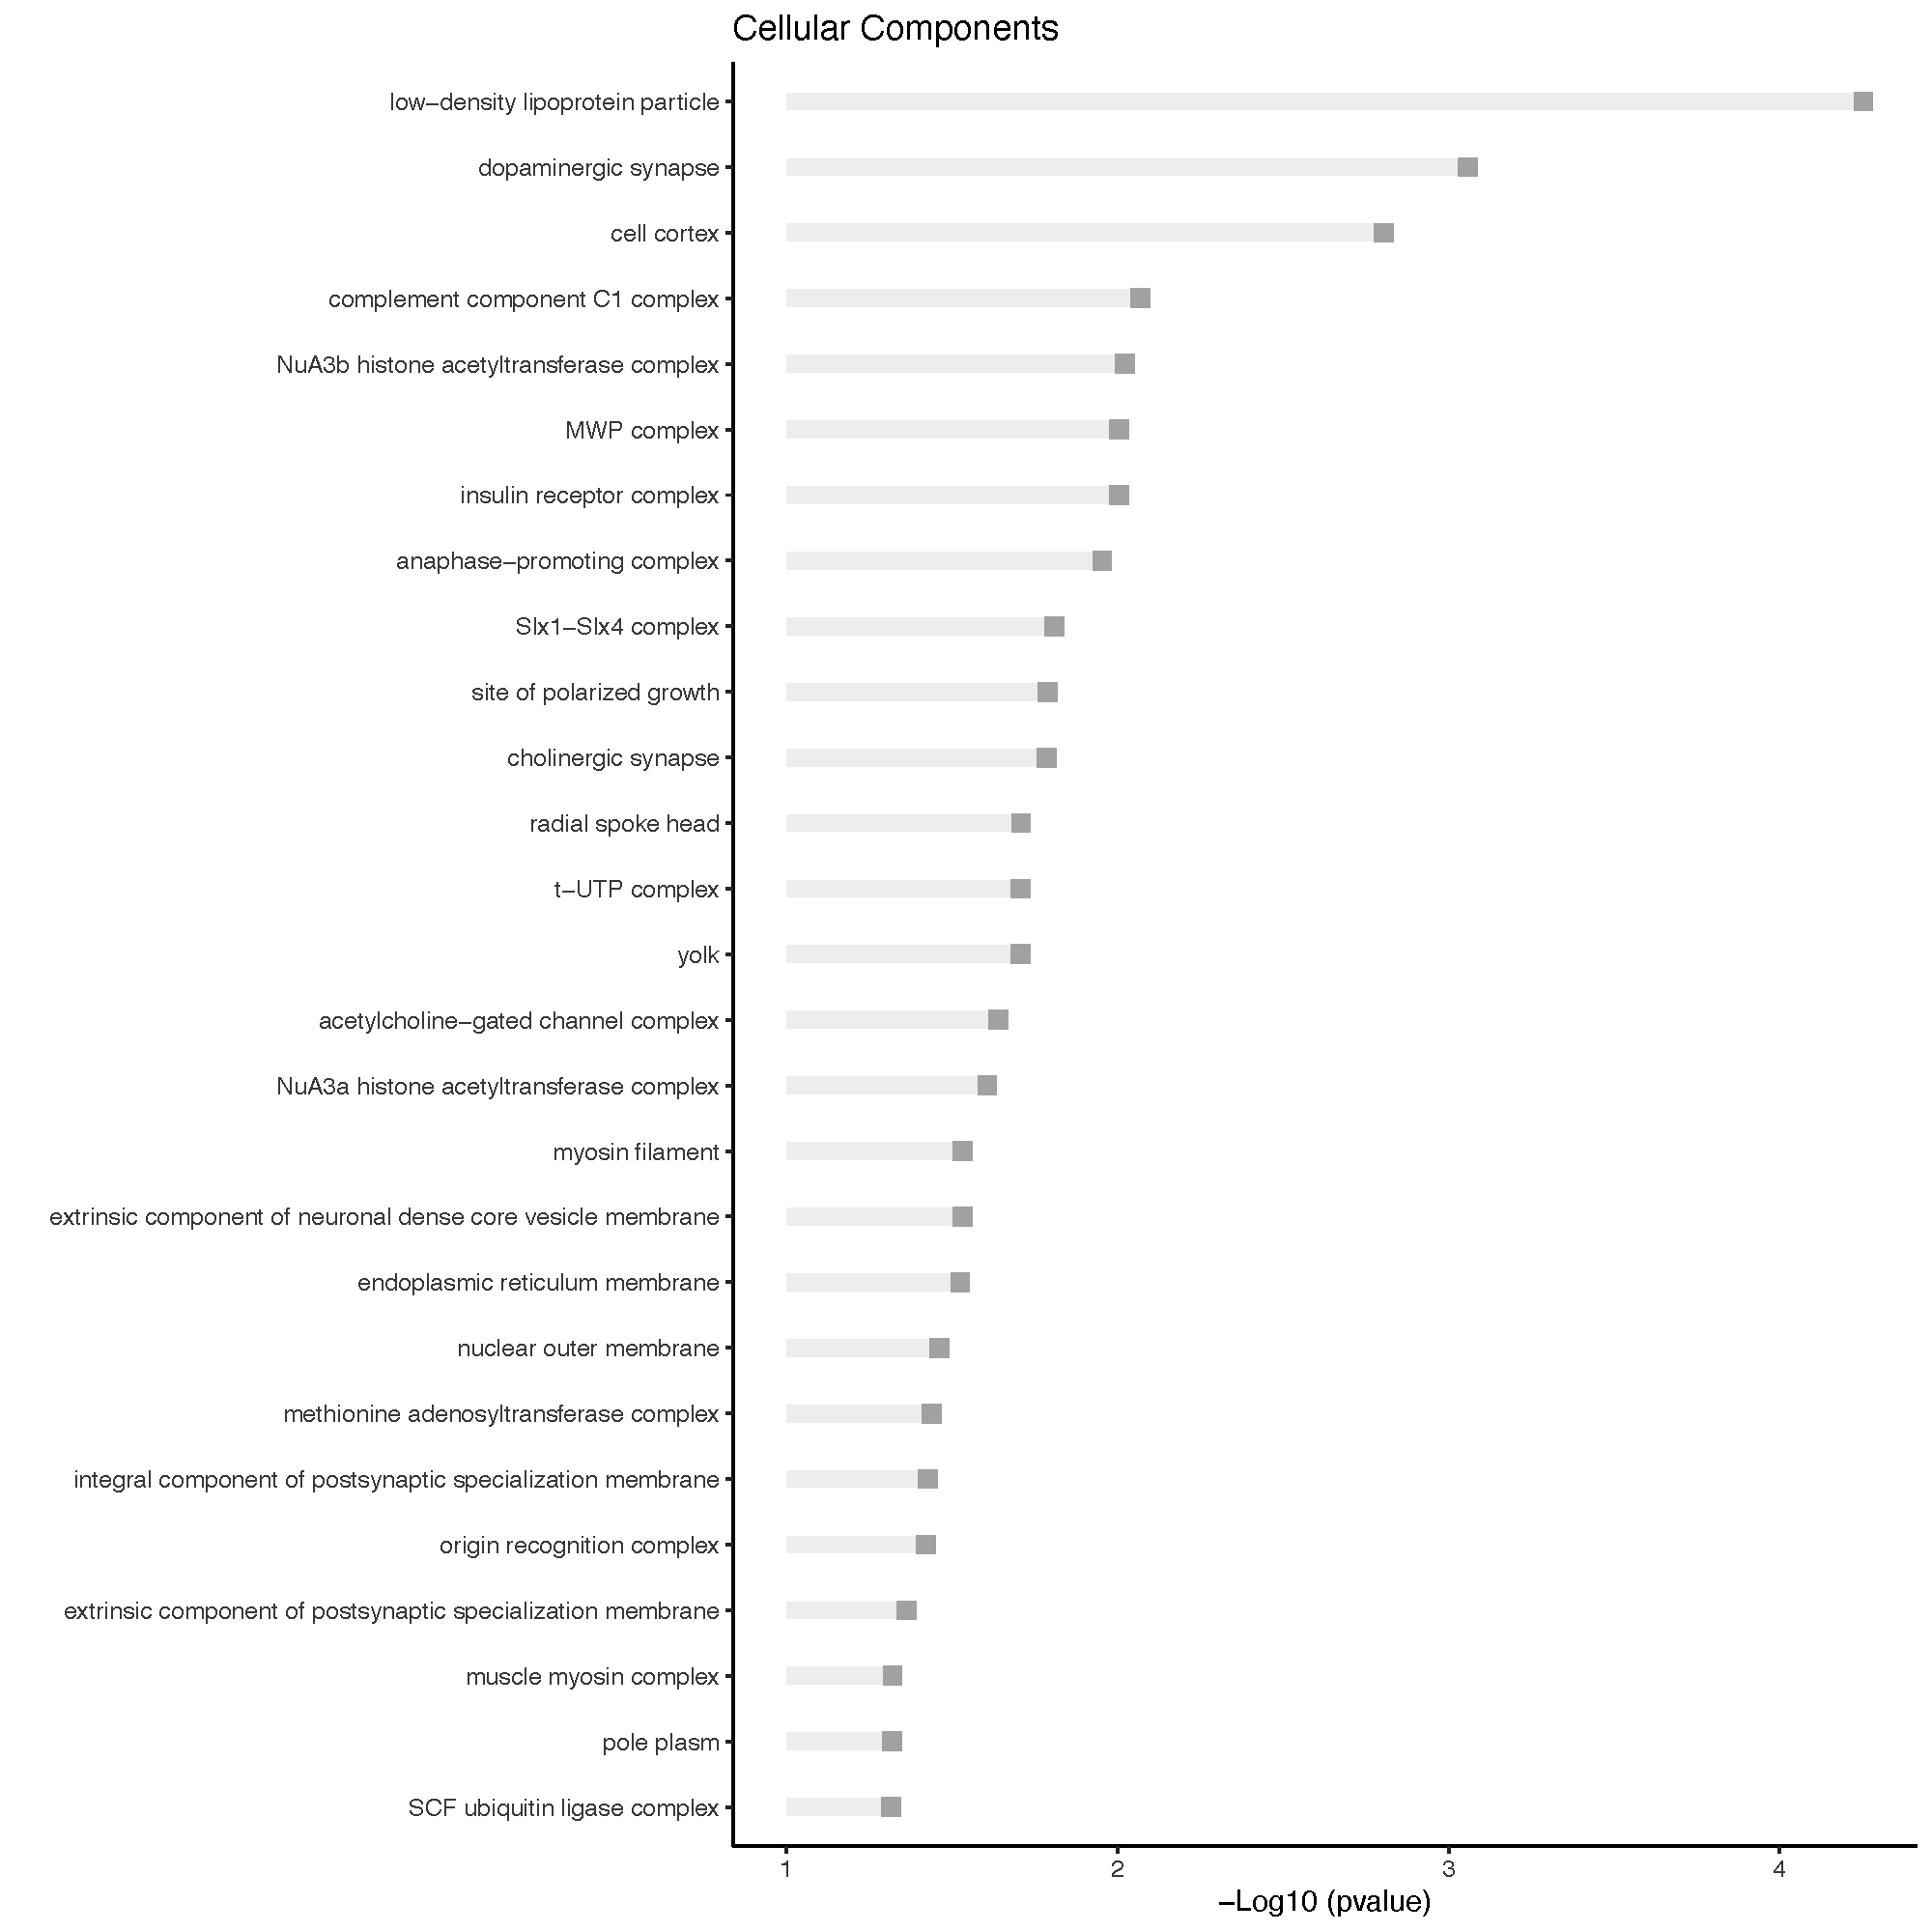 Cellular Components
low−density lipoprotein particle
dopaminergic synapse
cell cortex
complement component C1 complex
NuA3b histone acetyltransferase complex
MWP complex
insulin receptor complex
anaphase−promoting complex
Slx1−Slx4 complex
site of polarized growth
cholinergic synapse
radial spoke head
t−UTP complex
yolk
acetylcholine−gated channel complex
NuA3a histone acetyltransferase complex
myosin filament
extrinsic component of neuronal dense core vesicle membrane
endoplasmic reticulum membrane
nuclear outer membrane
methionine adenosyltransferase complex
integral component of postsynaptic specialization membrane
origin recognition complex
extrinsic component of postsynaptic specialization membrane
muscle myosin complex
pole plasm
SCF ubiquitin ligase complex
1 2 3 4
−Log10 (pvalue)